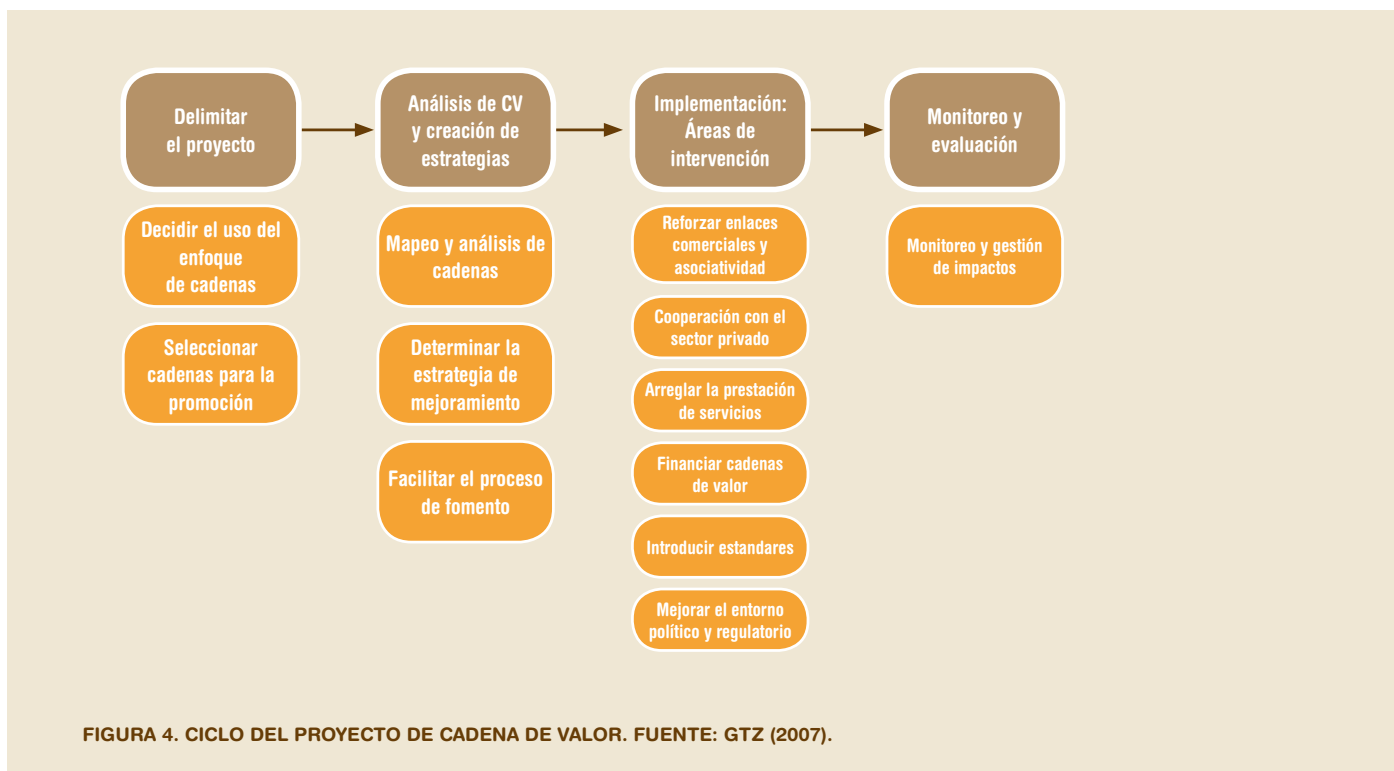 Delimitar
el proyecto
Análisis de CV
y creación de
estrategias
Implementación:
Áreas de
intervención
Monitoreo y
evaluación
Decidir el uso del
enfoque
de cadenas
Seleccionar
cadenas para la
promoción
Mapeo y análisis de
cadenas
Determinar la
estrategia de
mejoramiento
Facilitar el proceso
de fomento
Reforzar enlaces
comerciales y
asociatividad
Cooperación con el
sector privado
Arreglar la prestación
de servicios
Financiar cadenas
de valor
Introducir estandares
Mejorar el entorno
político y regulatorio
Monitoreo y gestión
de impactos
FIGURA 4. CICLO DEL PROYECTO DE CADENA DE VALOR. FUENTE: GTZ (2007).